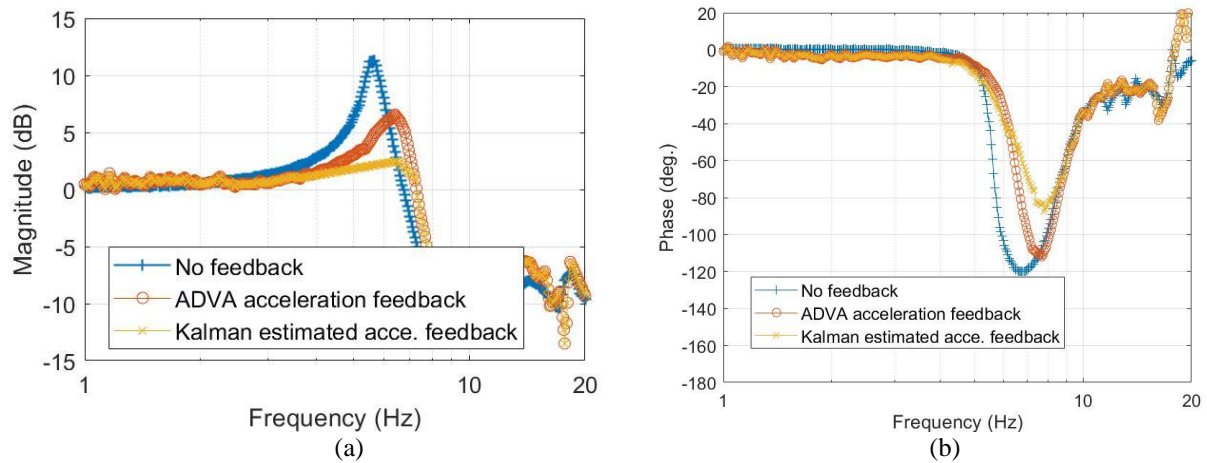 15
10
5
0
-5
-10
-15
Magnitude (dB)
No feedback
ADVA acceleration feedback
Kalman estimated acce. feedback
1
10
20
Frequency (Hz)
(a)
20
0
-20
-40
-60
-80
-100
-120
-140
-160
-180
Phase (deg.)
No feedback
ADVA acceleration feedback
Kalman estimated acce. feedback
1
10
20
Frequency (Hz)
(b)